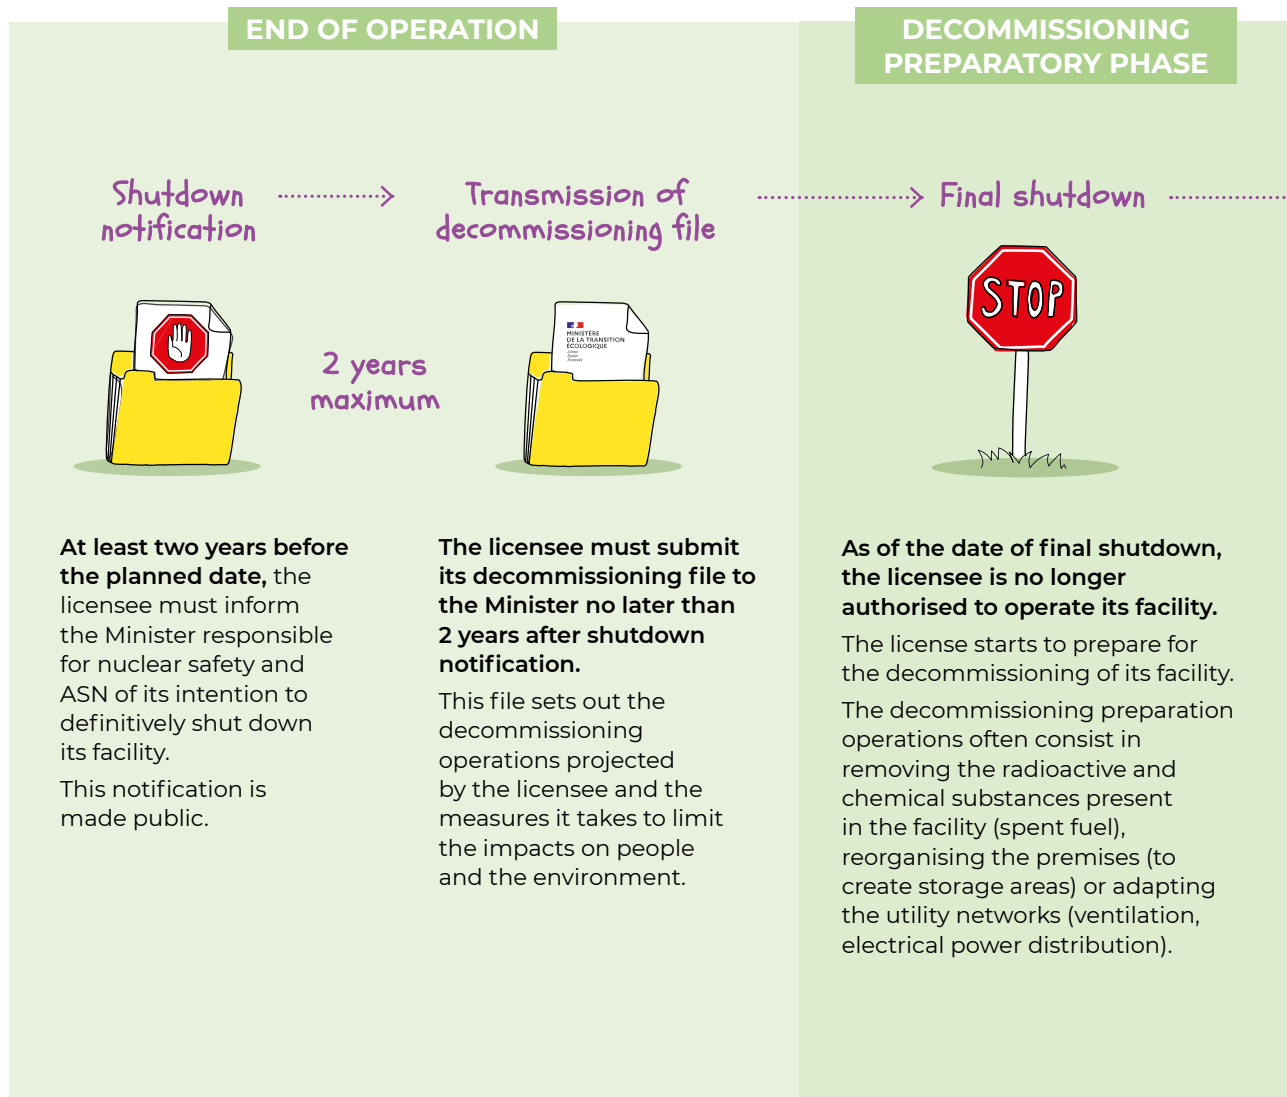 END OF OPERATION
DECOMMISSIONING
PREPARATORY PHASE
Shutdown
notification
Transmission of
decommissioning file
Final shutdown
2 years
maximum
MINISTÈRE
DE LA TRANSITION
ÉCOLOGIQUE
Liberté
Égalité
Fraternité
STOP
At least two years before
the planned date, the
licensee must inform
the Minister responsible
for nuclear safety and
ASN of its intention to
definitively shut down
its facility.
This notification is
made public.
The licensee must submit
its decommissioning file to
the Minister no later than
2 years after shutdown
notification.
This file sets out the
decommissioning
operations projected
by the licensee and the
measures it takes to limit
the impacts on people
and the environment.
As of the date of final shutdown,
the licensee is no longer
authorised to operate its facility.
The license starts to prepare for
the decommissioning of its facility.
The decommissioning preparation
operations often consist in
removing the radioactive and
chemical substances present
in the facility (spent fuel),
reorganising the premises (to
create storage areas) or adapting
the utility networks (ventilation,
electrical power distribution).